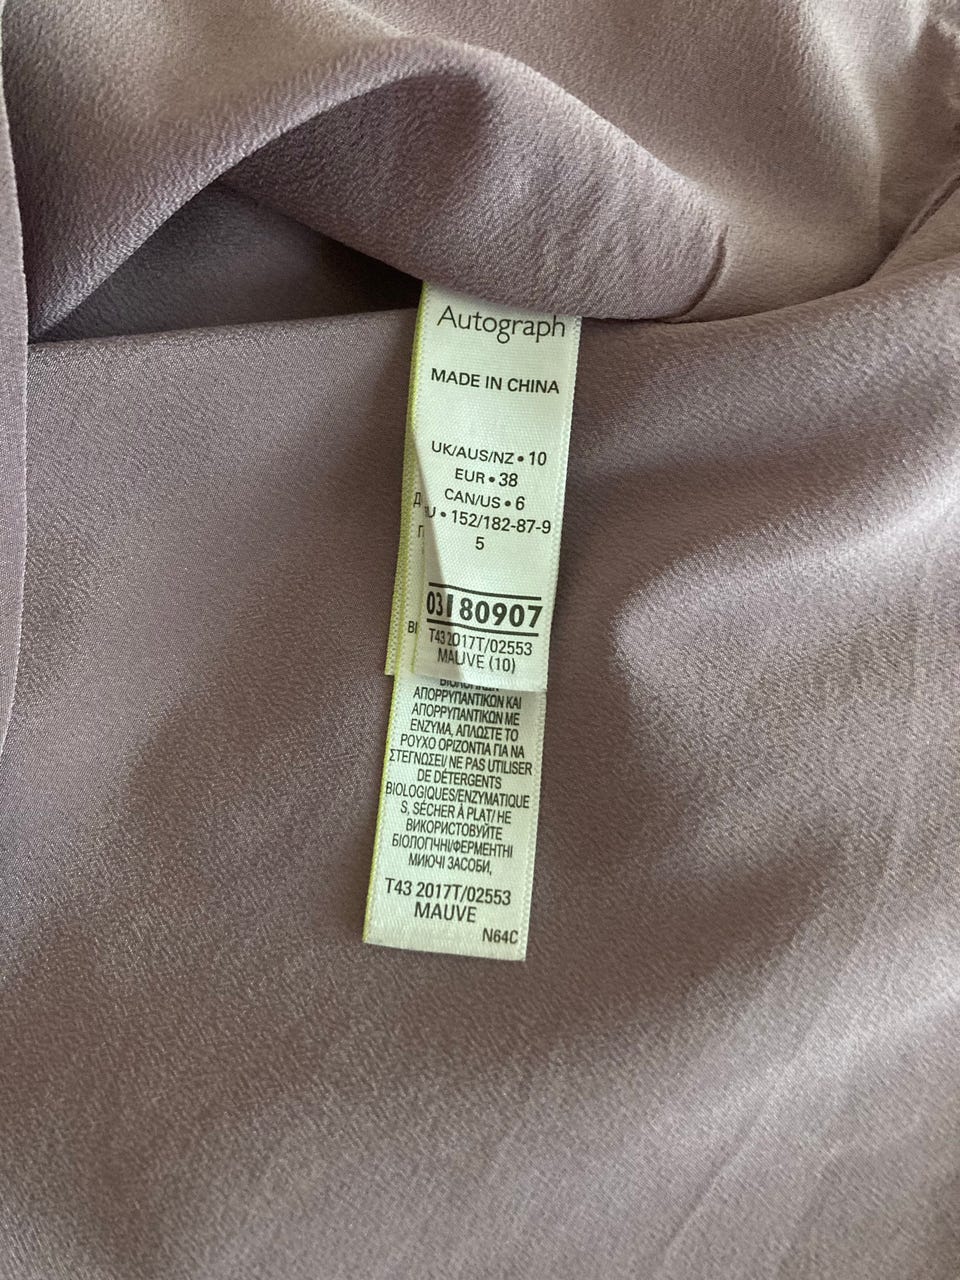 Autograph
MADE IN CHINA
UK/AUS/NZ • 10
EUR • 38
CAN/US • 6
U • 152/182-87-9
5
03 80907
T43 2017T/02553
MAUVE (10)
ΑΠΟΡΡΥΠΑΝΤΙΚΩΝ ΚΑΙ
ΑΠΟΡΡΥΠΑΝΤΙΚΩΝ ΜΕ
ΕΝΖΥΜΑ, ΑΠΛΩΣΤΕ ΤΟ
ΡΟΥΧΟ ΟΡΙΖΟΝΤΙΑ ΓΙΑ ΝΑ
ΣΤΕΓΝΩΣΕΙ/ NE PAS UTILISER
DE DÉTERGENTS
BIOLOGIQUES/ENZYMATIQUE
S, SÉCHER À PLAT/ НЕ
ВИКОРИСТОВУЙТЕ
БІОЛОГІЧНІ/ФЕРМЕНТНІ
МИЮЧІ ЗАСОБИ,
T43 2017T/02553
MAUVE
N64C